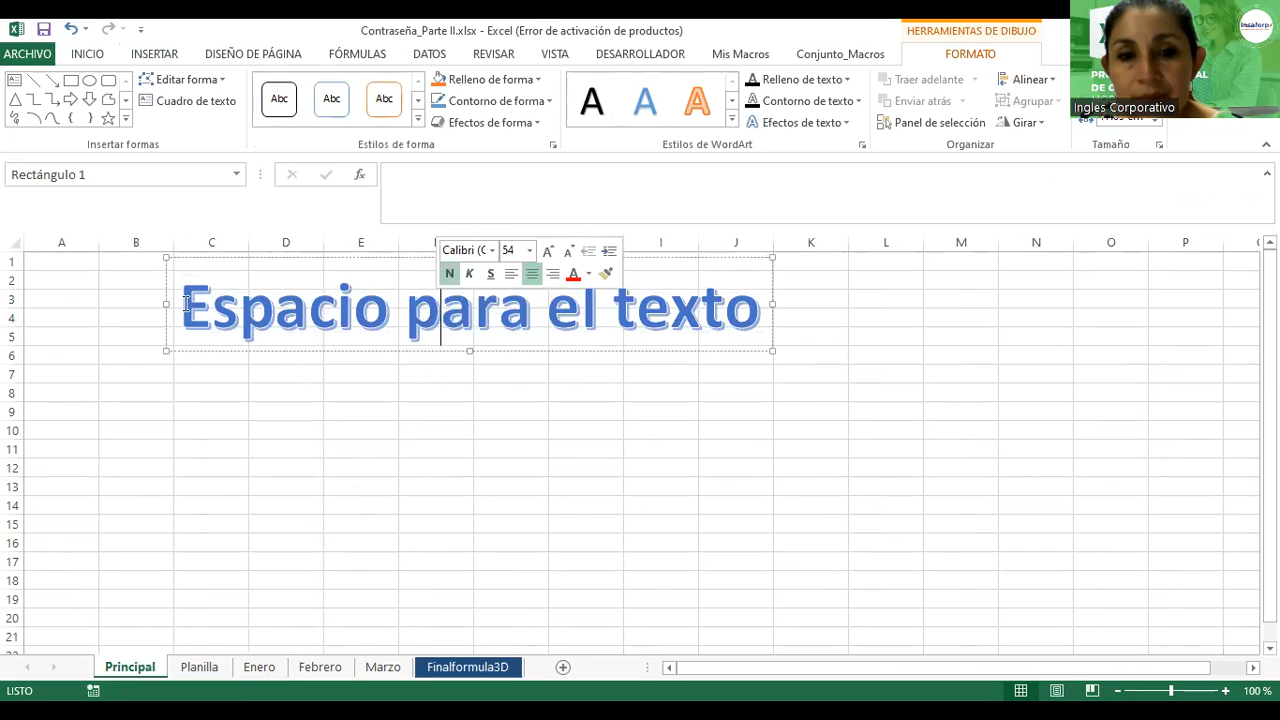 Contraseña_Parte II.xlsx - Excel (Error de activación de productos)
HERRAMIENTAS DE DIBUJO
Insaforp
ARCHIVO INICIO INSERTAR DISEÑO DE PÁGINA FÓRMULAS DATOS REVISAR VISTA DESARROLLADOR Mis Macros Conjunto_Macros FORMATO
Editar forma
Cuadro de texto
Abc Abc Abc
Relleno de forma
Contorno de forma
Efectos de forma
A A A
Relleno de texto
Contorno de texto
Efectos de texto
Traer adelante
Enviar atrás
Panel de selección
Alinear
Agrupar
Girar
Ingles Corporativo
Insertar formas Estilos de forma Estilos de WordArt Organizar Tamaño
Rectángulo 1
fx
A B C D E I J K L M N O P
Calibri (C 54
N K S A
1
2
3
4
5
6
7
8
9
10
11
12
13
14
15
16
17
18
19
20
21
Espacio para el texto
Principal Planilla Enero Febrero Marzo Finalformula3D
LISTO
100 %